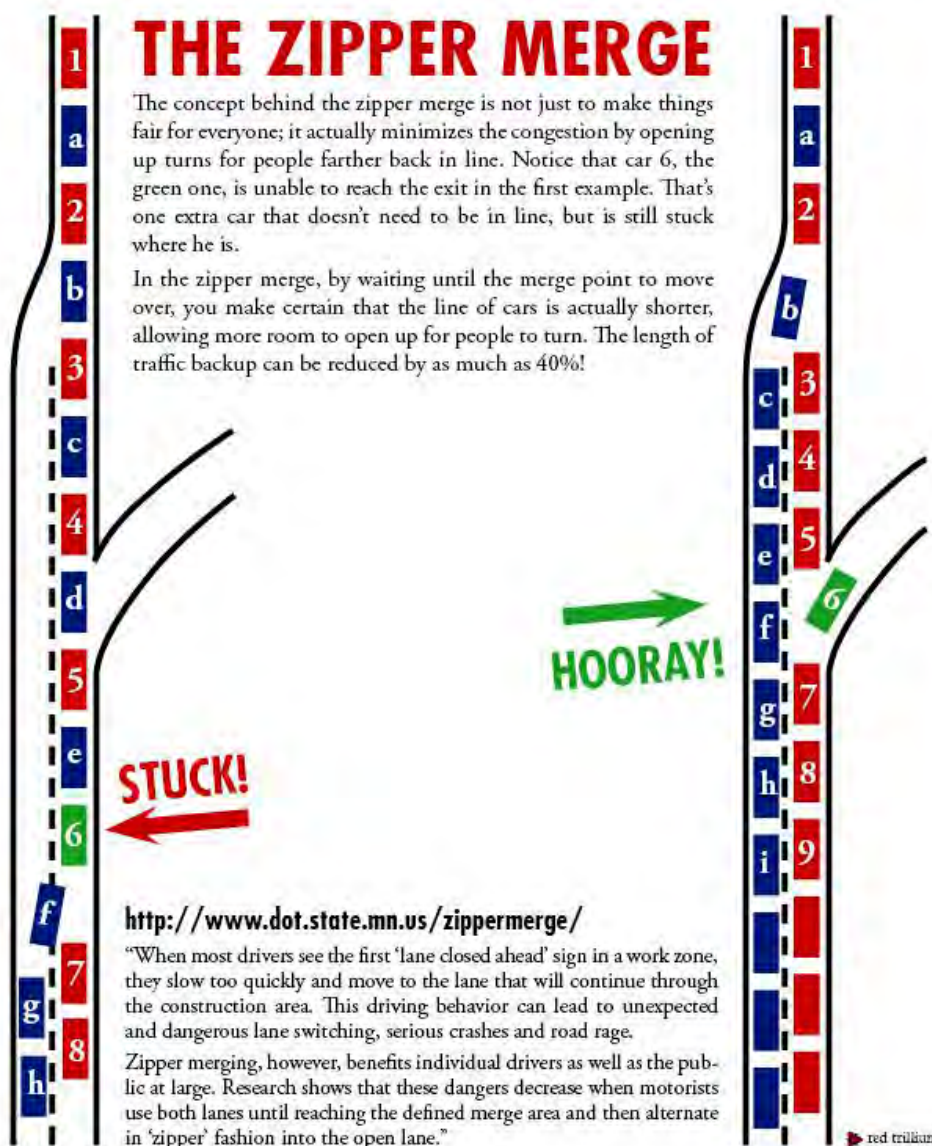 THE ZIPPER MERGE
The concept behind the zipper merge is not just to make things
fair for everyone; it actually minimizes the congestion by opening
up turns for people farther back in line. Notice that car 6, the
green one, is unable to reach the exit in the first example. That's
one extra car that doesn't need to be in line, but is still stuck
where he is.
In the zipper merge, by waiting until the merge point to move
over, you make certain that the line of cars is actually shorter,
allowing more room to open up for people to turn. The length of
traffic backup can be reduced by as much as 40%!
1
a
2
b
3
c
4
d
5
e
6
f
7
g
8
h
STUCK!
1
a
2
b
3
c
4
d
5
e
6
f
7
g
8
h
9
i
HOORAY!
http://www.dot.state.mn.us/zippermerge/
“When most drivers see the first ‘lane closed ahead’ sign in a work zone,
they slow too quickly and move to the lane that will continue through
the construction area. This driving behavior can lead to unexpected
and dangerous lane switching, serious crashes and road rage.
Zipper merging, however, benefits individual drivers as well as the pub-
lic at large. Research shows that these dangers decrease when motorists
use both lanes until reaching the defined merge area and then alternate
in ‘zipper’ fashion into the open lane.”
red trillium